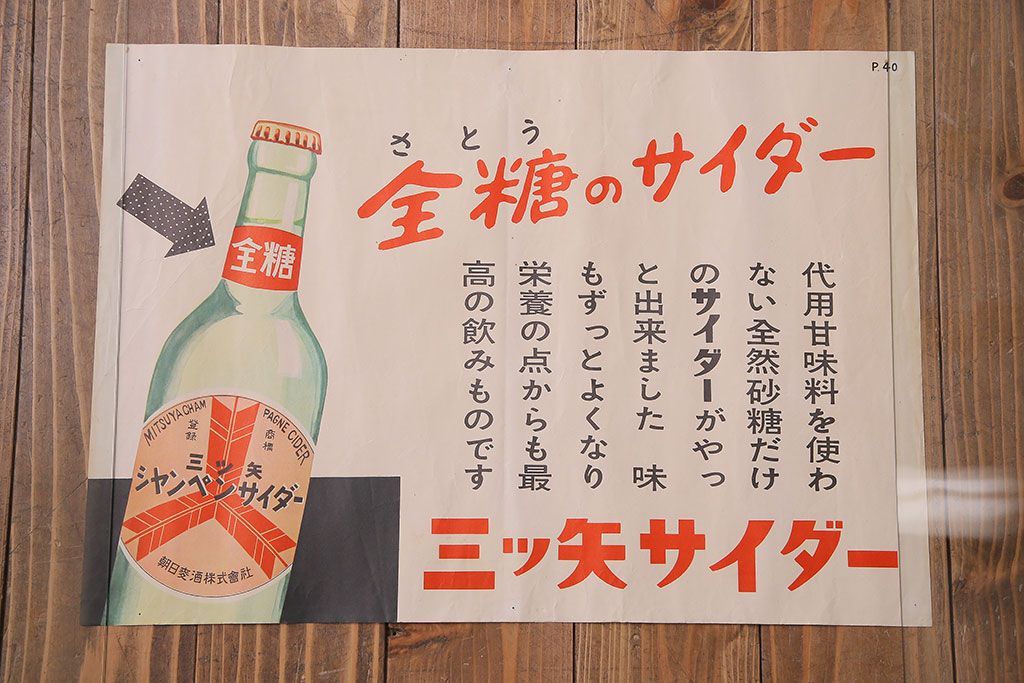 P.40
さとう
全糖のサイダー
代用甘味料を使わ
ない全然砂糖だけ
のサイダーがやっ
と出来ました 味
もずっとよくなり
栄養の点からも最
高の飲みものです
三ツ矢サイダー
全糖
MITSUYA CHAM
PAGNE CIDER
登録
商標
三ツ矢
シャンペンサイダー
朝日麥酒株式會社